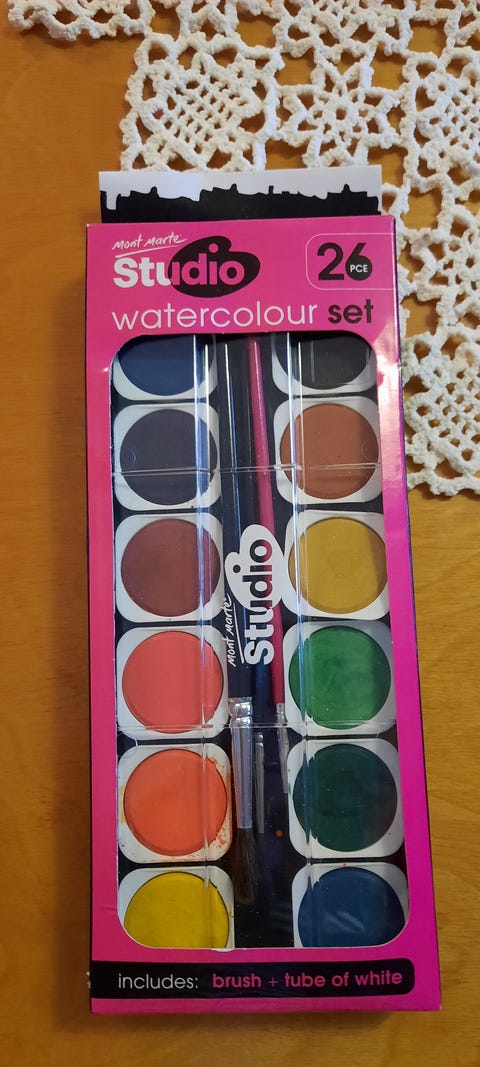 mont marte
Studio
26
PCE
watercolour set
mont marte
Studio
includes: brush + tube of white